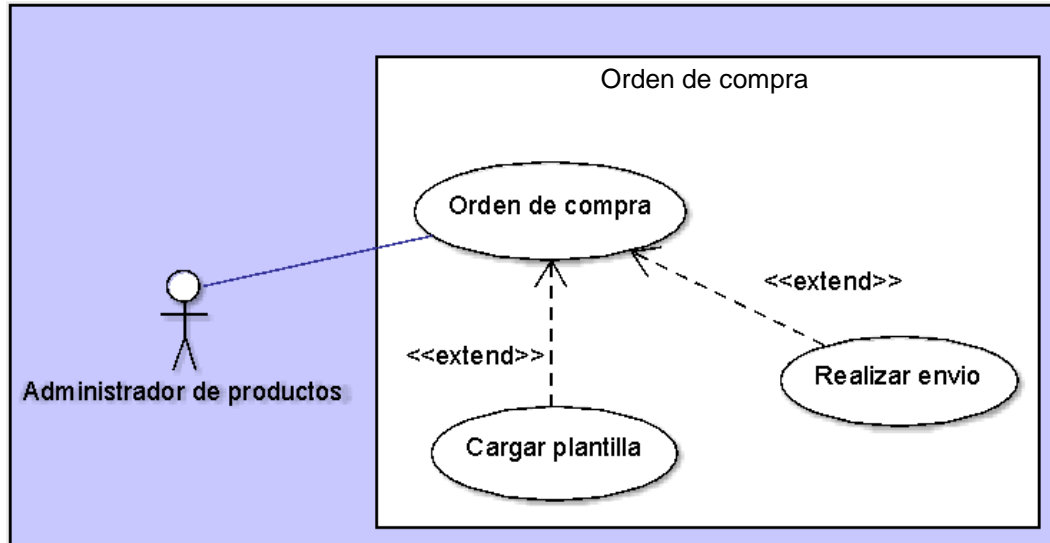 Orden de compra
Orden de compra
<<extend>>
<<extend>>
Realizar envio
Administrador de productos
Cargar plantilla